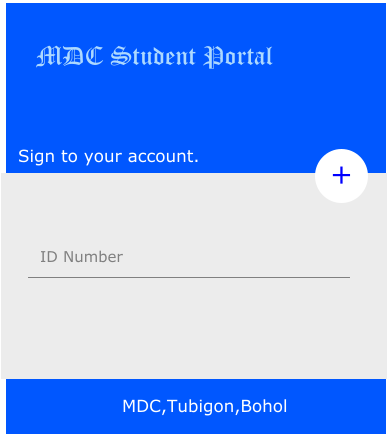 MDC Student Portal
Sign to your account.
+
ID Number
MDC,Tubigon,Bohol